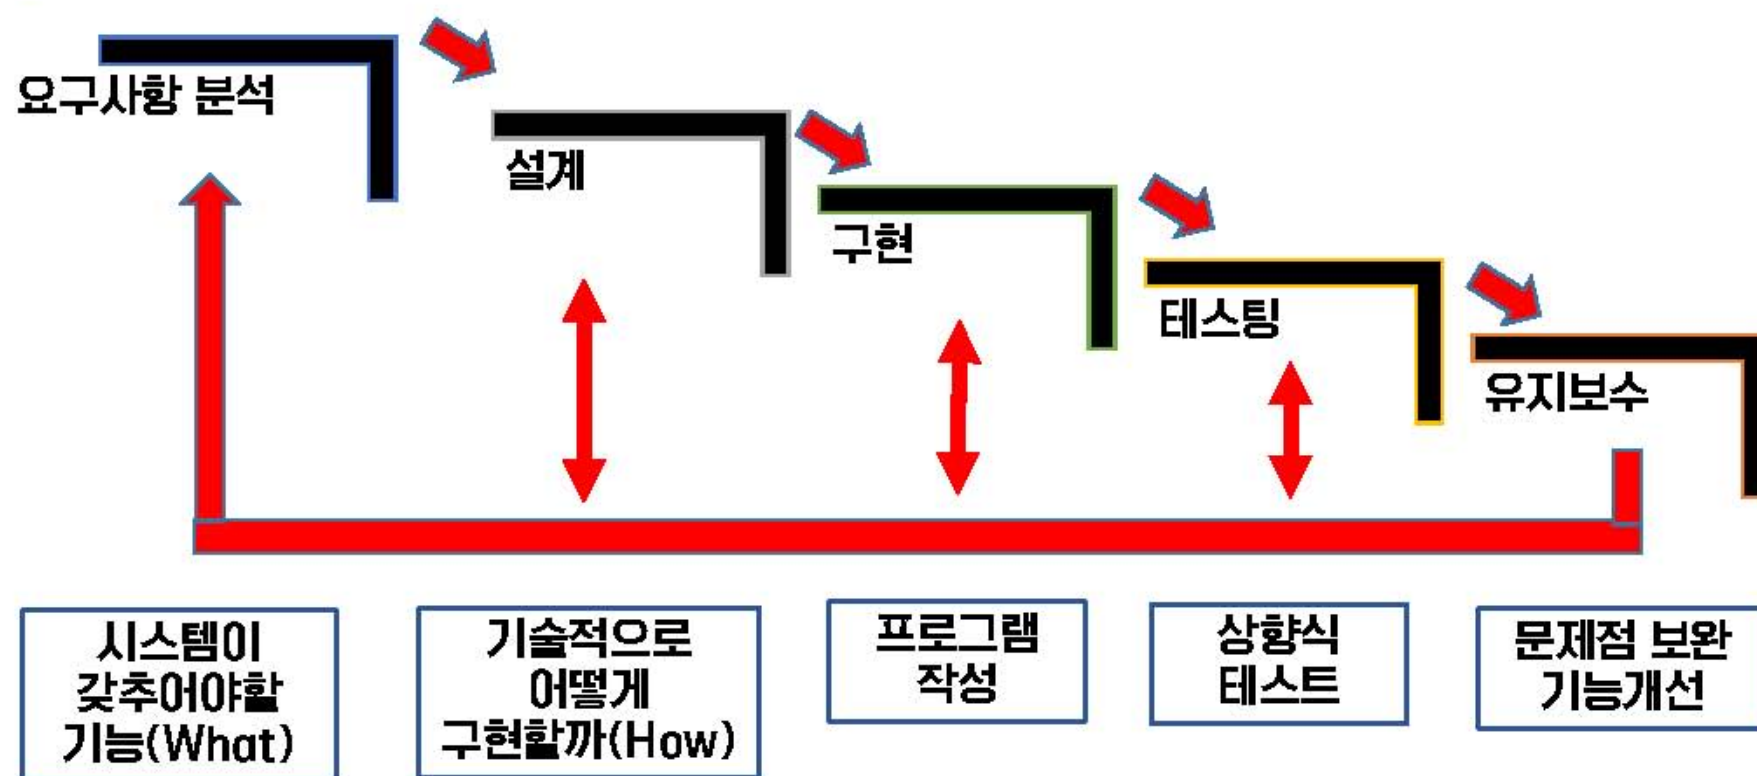 요구사항 분석
설계
구현
테스팅
유지보수
시스템이
갖추어야할
기능(What)
기술적으로
어떻게
구현할까(How)
프로그램
작성
상향식
테스트
문제점 보완
기능개선